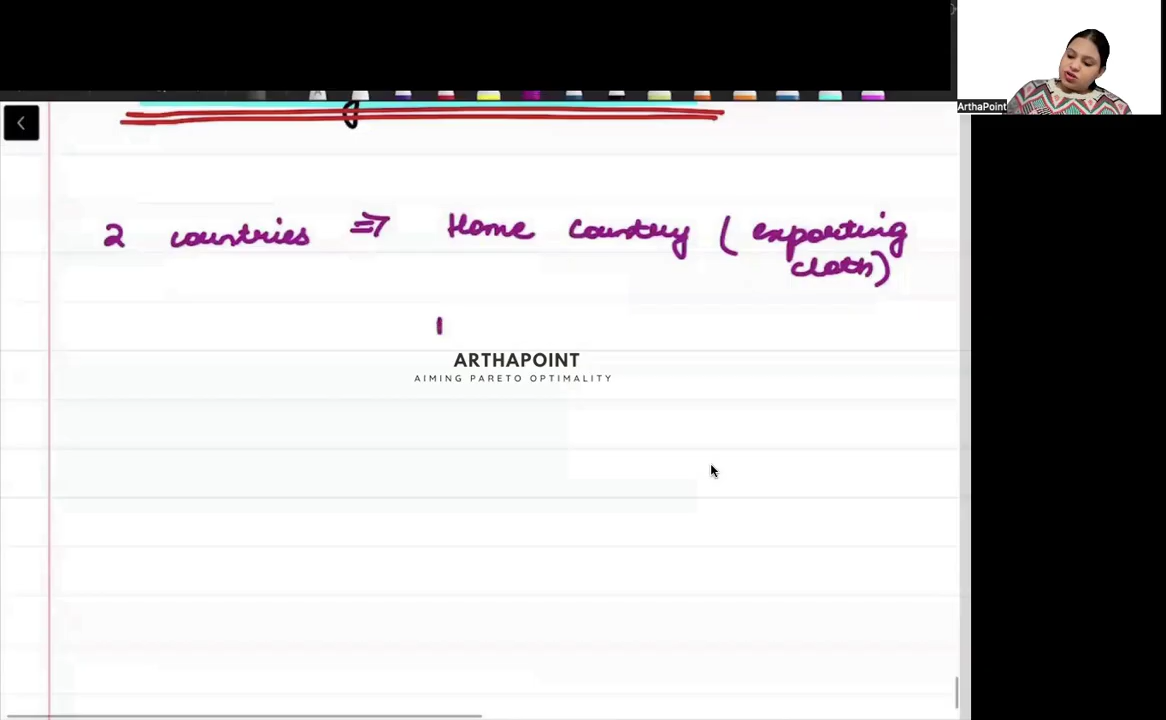 ArthaPoint
2 countries ⇒ Home Country (exporting
cloth)
ARTHAPOINT
AIMING PARETO OPTIMALITY